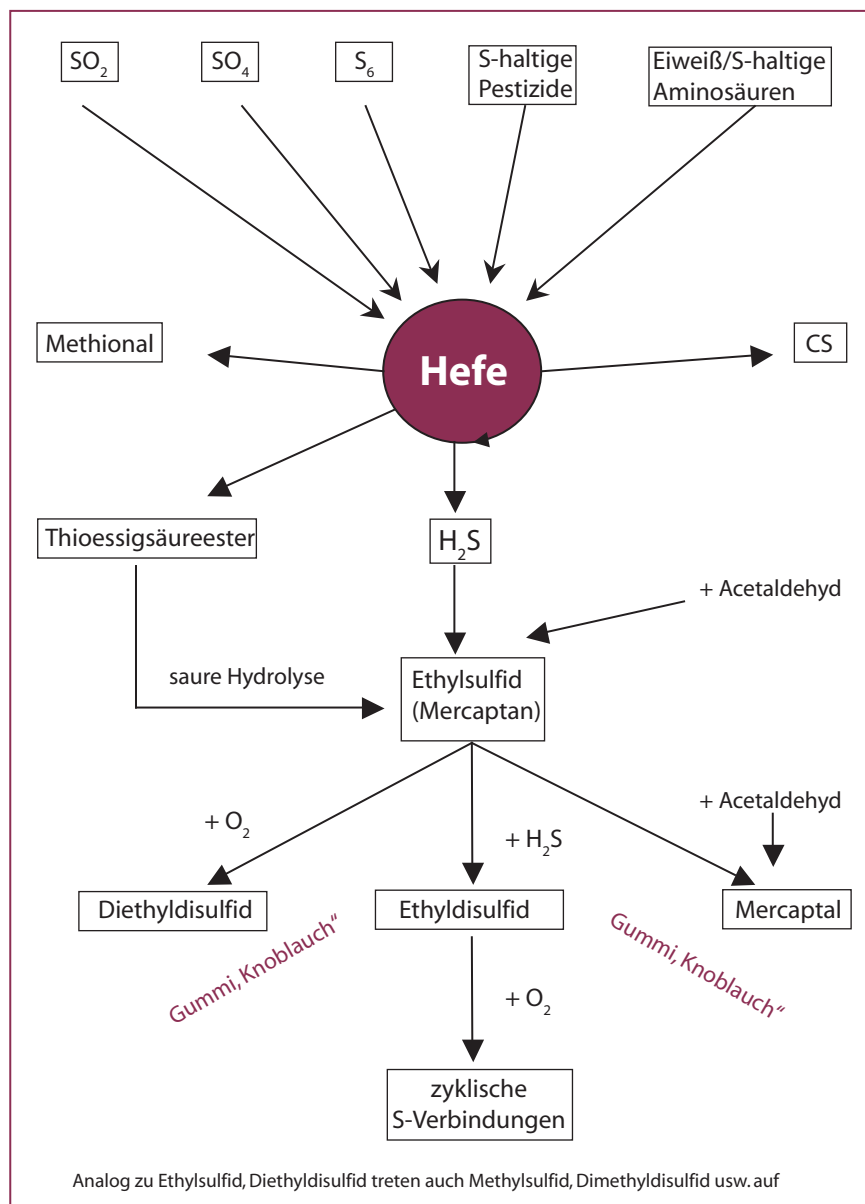 SO₂
SO₄
S₆
S-haltige
Pestizide
Eiweiß/S-haltige
Aminosäuren
Methional
Hefe
CS
Thioessigsäureester
H₂S
+ Acetaldehyd
saure Hydrolyse
Ethylsulfid
(Mercaptan)
+ O₂
+ H₂S
+ Acetaldehyd
Diethyldisulfid
Ethyldisulfid
Mercaptal
Gummi, Knoblauch“
Gummi, Knoblauch“
+ O₂
zyklische
S-Verbindungen
Analog zu Ethylsulfid, Diethyldisulfid treten auch Methylsulfid, Dimethyldisulfid usw. auf